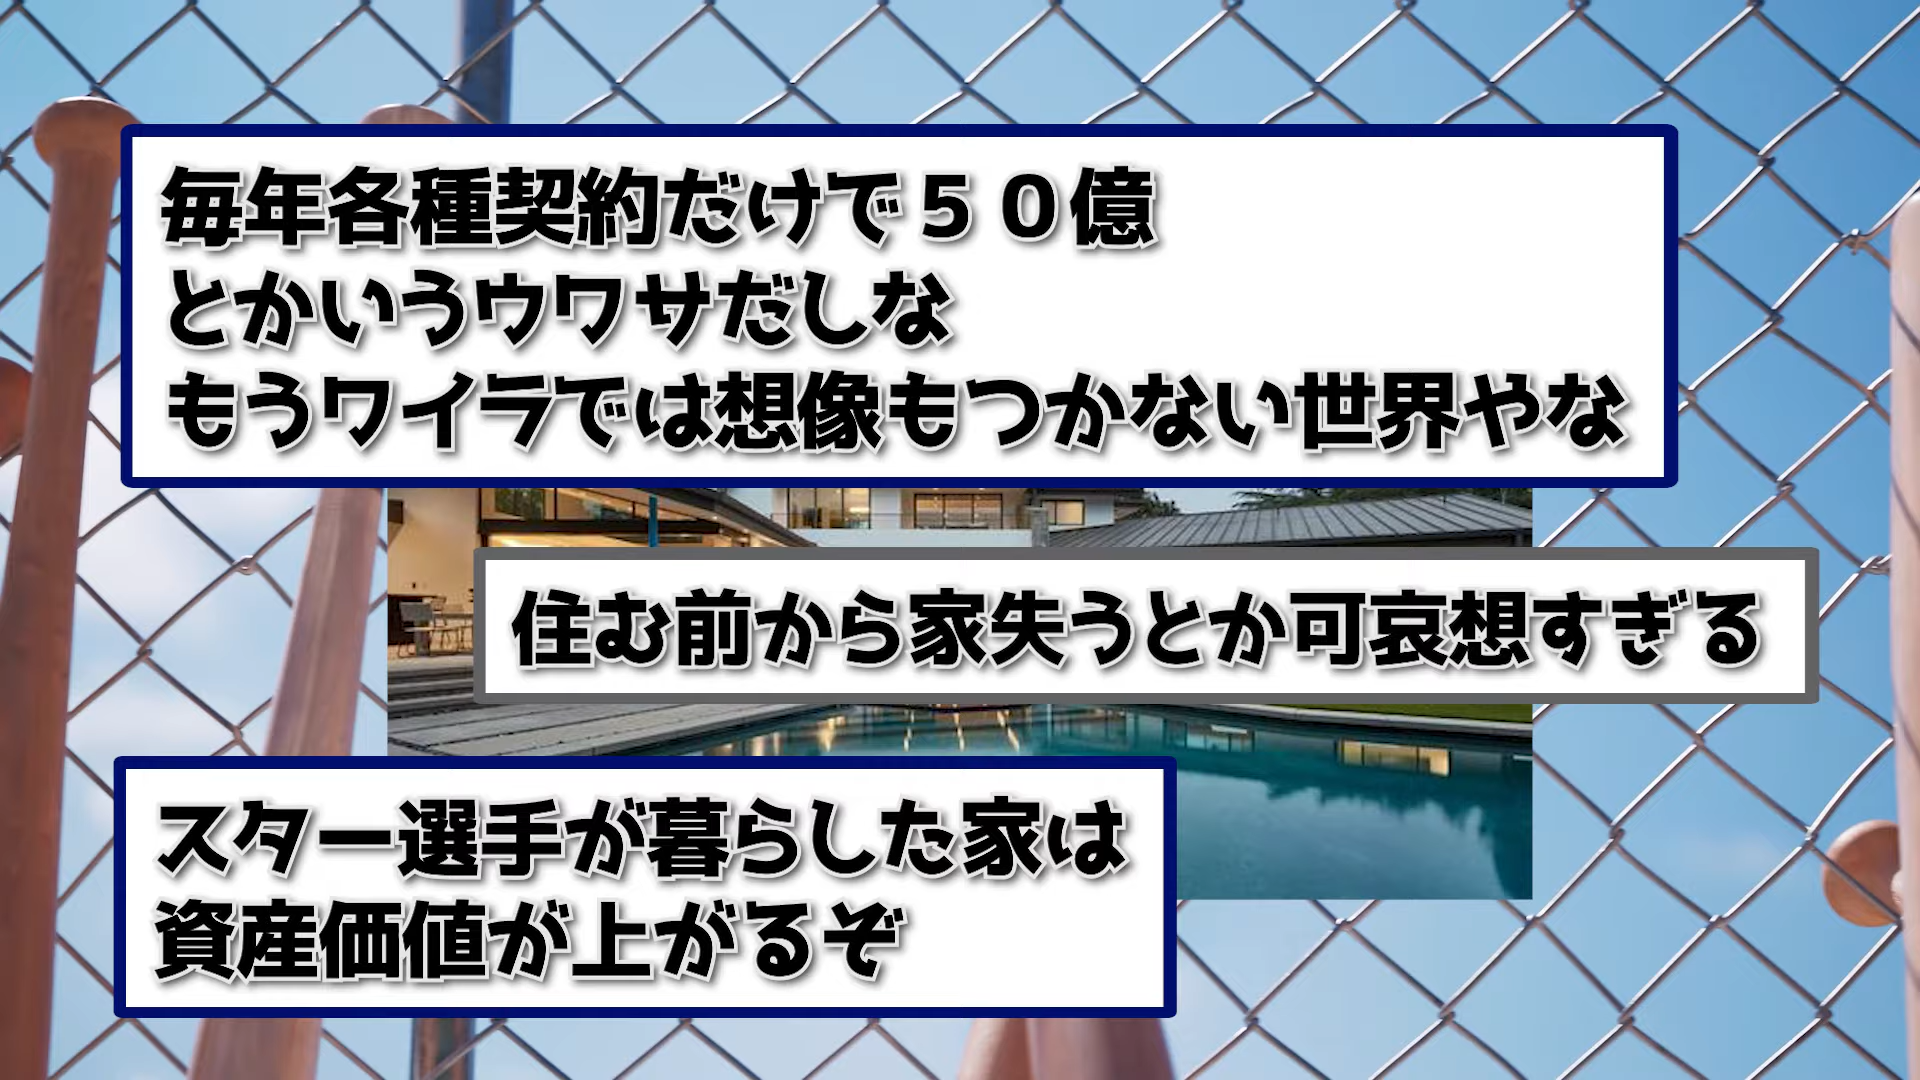 毎年各種契約だけで５０億
とかいうウワサだしな
もうワイラでは想像もつかない世界やな
住む前から家失うとか可哀想すぎる
スター選手が暮らした家は
資産価値が上がるぞ